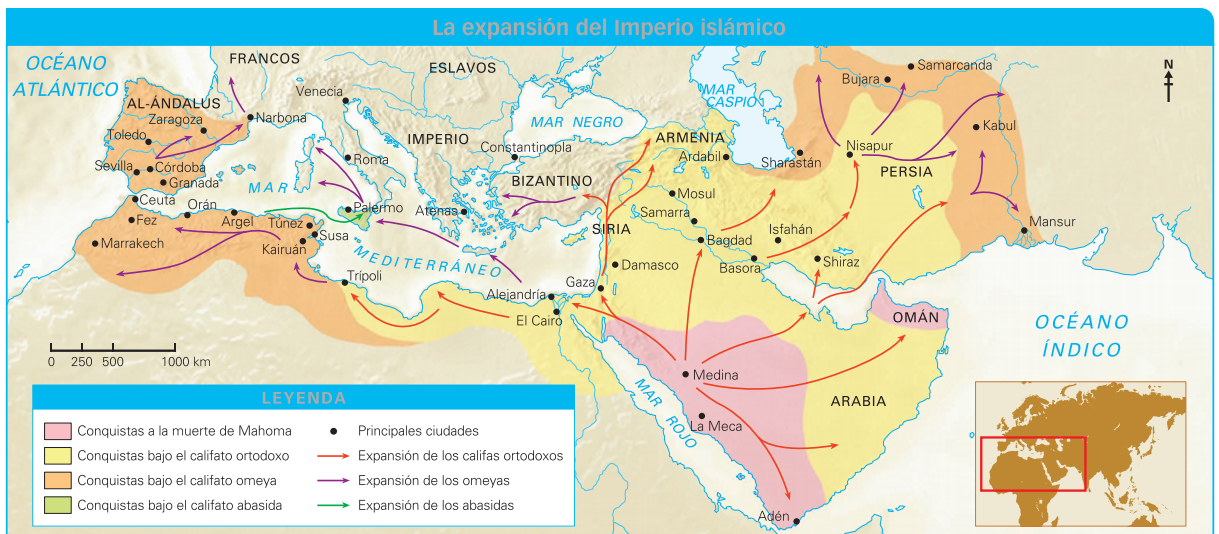 La expansión del Imperio islámico
OCÉANO
ATLÁNTICO
FRANCOS
ESLAVOS
Venecia
AL-ÁNDALUS
Zaragoza
Toledo
Narbona
Sevilla
Córdoba
Granada
Roma
IMPERIO
BIZANTINO
Constantinopla
MAR NEGRO
MAR
CASPIO
Samarcanda
Bujara
N
Kabul
ARMENIA
Ardabil
Sharastán
Nisapur
PERSIA
Mosul
Samarra
Bagdad
Isfahán
Basora
Shiraz
Mansur
Ceuta
Fez
Orán
Argel
Túnez
Susa
Kairuán
Marrakech
Palermo
Atenas
MAR
MEDITERRÁNEO
SIRIA
Damasco
Trípoli
Alejandría
Gaza
El Cairo
OMÁN
OCÉANO
ÍNDICO
Medina
La Meca
ARABIA
MAR ROJO
Adén
0 250 500 1000 km
LEYENDA
Conquistas a la muerte de Mahoma
Conquistas bajo el califato ortodoxo
Conquistas bajo el califato omeya
Conquistas bajo el califato abasida
Principales ciudades
Expansión de los califas ortodoxos
Expansión de los omeyas
Expansión de los abasidas